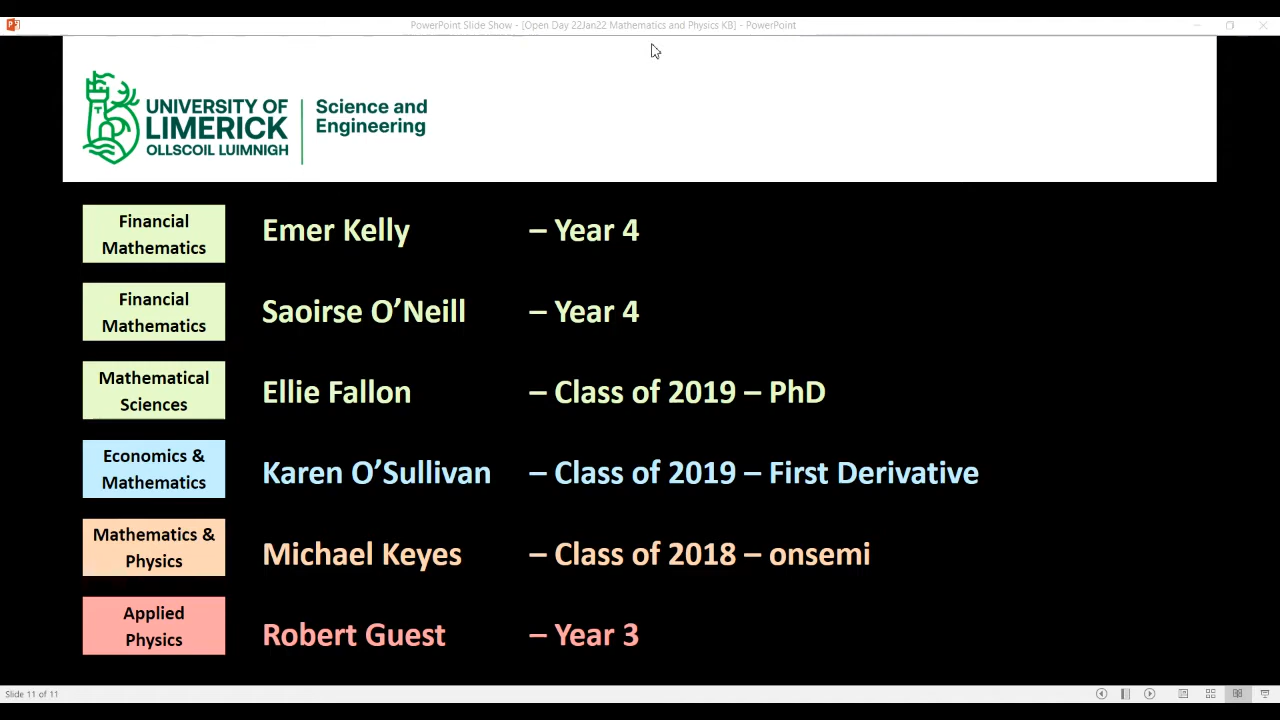 PowerPoint Slide Show - [Open Day 22Jan22 Mathematics and Physics KB] - PowerPoint
UNIVERSITY OF
LIMERICK
OLLSCOIL LUIMNIGH
Science and
Engineering
Financial
Mathematics
Emer Kelly – Year 4
Financial
Mathematics
Saoirse O’Neill – Year 4
Mathematical
Sciences
Ellie Fallon – Class of 2019 – PhD
Economics &
Mathematics
Karen O’Sullivan – Class of 2019 – First Derivative
Mathematics &
Physics
Michael Keyes – Class of 2018 – onsemi
Applied
Physics
Robert Guest – Year 3
Slide 11 of 11